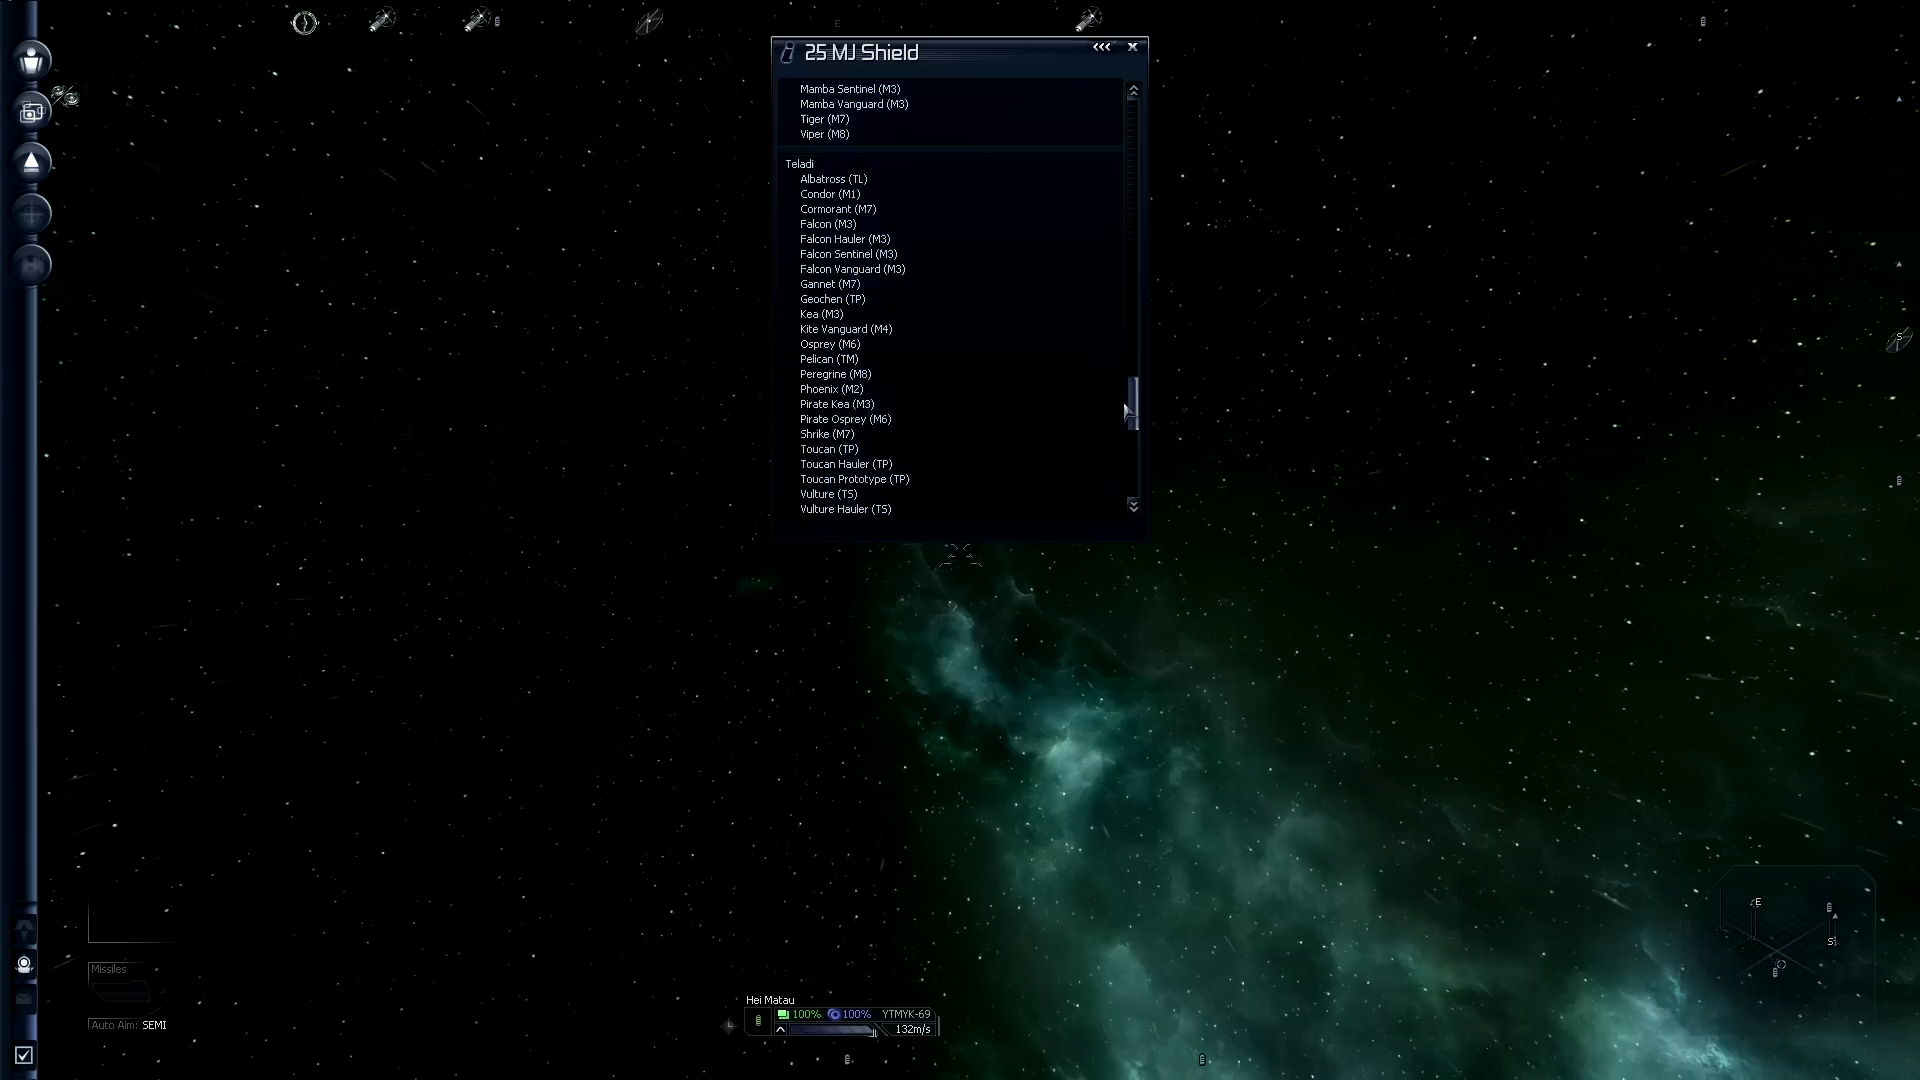 E
25 MJ Shield
Mamba Sentinel (M3)
Mamba Vanguard (M3)
Tiger (M7)
Viper (M8)
Teladi
Albatross (TL)
Condor (M1)
Cormorant (M7)
Falcon (M3)
Falcon Hauler (M3)
Falcon Sentinel (M3)
Falcon Vanguard (M3)
Gannet (M7)
Geochen (TP)
Kea (M3)
Kite Vanguard (M4)
Osprey (M6)
Pelican (TM)
Peregrine (M8)
Phoenix (M2)
Pirate Kea (M3)
Pirate Osprey (M6)
Shrike (M7)
Toucan (TP)
Toucan Hauler (TP)
Toucan Prototype (TP)
Vulture (TS)
Vulture Hauler (TS)
S
E
S
Missiles
Auto Aim: SEMI
Hei Matau
100% 100% YTMYK-69
132m/s